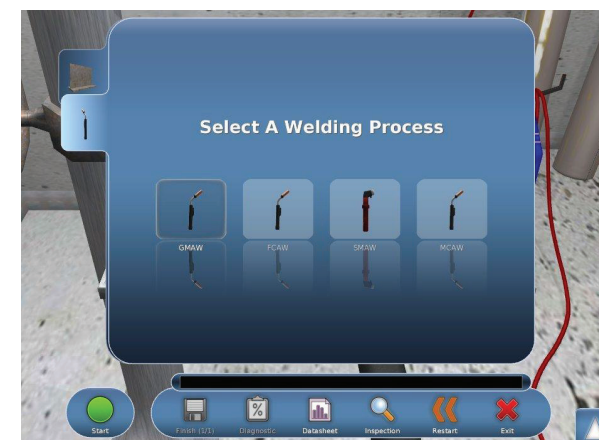 Select A Welding Process
GMAW FCAW SMAW MCAW
Start Finish (1/1) Diagnostic Datasheet Inspection Restart Exit